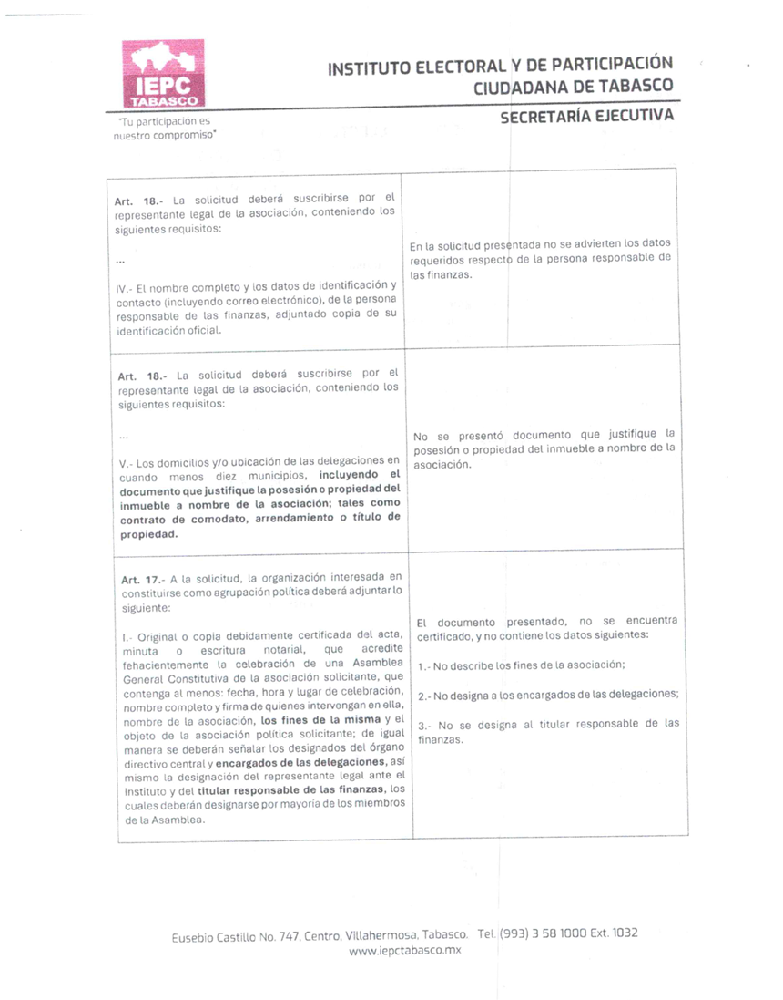 IEPC
TABASCO
"Tu participación es
nuestro compromiso"
INSTITUTO ELECTORAL Y DE PARTICIPACIÓN
CIUDADANA DE TABASCO
SECRETARÍA EJECUTIVA
Art. 18.- La solicitud deberá suscribirse por el
representante legal de la asociación, conteniendo los
siguientes requisitos:
...
IV.- El nombre completo y los datos de identificación y
contacto (incluyendo correo electrónico), de la persona
responsable de las finanzas, adjuntado copia de su
identificación oficial.
En la solicitud presentada no se advierten los datos
requeridos respecto de la persona responsable de
las finanzas.
Art. 18.- La solicitud deberá suscribirse por el
representante legal de la asociación, conteniendo los
siguientes requisitos:
...
V.- Los domicilios y/o ubicación de las delegaciones en
cuando menos diez municipios, incluyendo el
documento que justifique la posesión o propiedad del
inmueble a nombre de la asociación; tales como
contrato de comodato, arrendamiento o título de
propiedad.
No se presentó documento que justifique la
posesión o propiedad del inmueble a nombre de la
asociación.
Art. 17.- A la solicitud, la organización interesada en
constituirse como agrupación política deberá adjuntar lo
siguiente:
I.- Original o copia debidamente certificada del acta,
minuta o escritura notarial, que acredite
fehacientemente la celebración de una Asamblea
General Constitutiva de la asociación solicitante, que
contenga al menos: fecha, hora y lugar de celebración,
nombre completo y firma de quienes intervengan en ella,
nombre de la asociación, los fines de la misma y el
objeto de la asociación política solicitante; de igual
manera se deberán señalar los designados del órgano
directivo central y encargados de las delegaciones, así
mismo la designación del representante legal ante el
Instituto y del titular responsable de las finanzas, los
cuales deberán designarse por mayoría de los miembros
de la Asamblea.
El documento presentado, no se encuentra
certificado, y no contiene los datos siguientes:
1.- No describe los fines de la asociación;
2.- No designa a los encargados de las delegaciones;
3.- No se designa al titular responsable de las
finanzas.
Eusebio Castillo No. 747, Centro, Villahermosa, Tabasco. Tel. (993) 3 58 1000 Ext. 1032
www.iepctabasco.mx